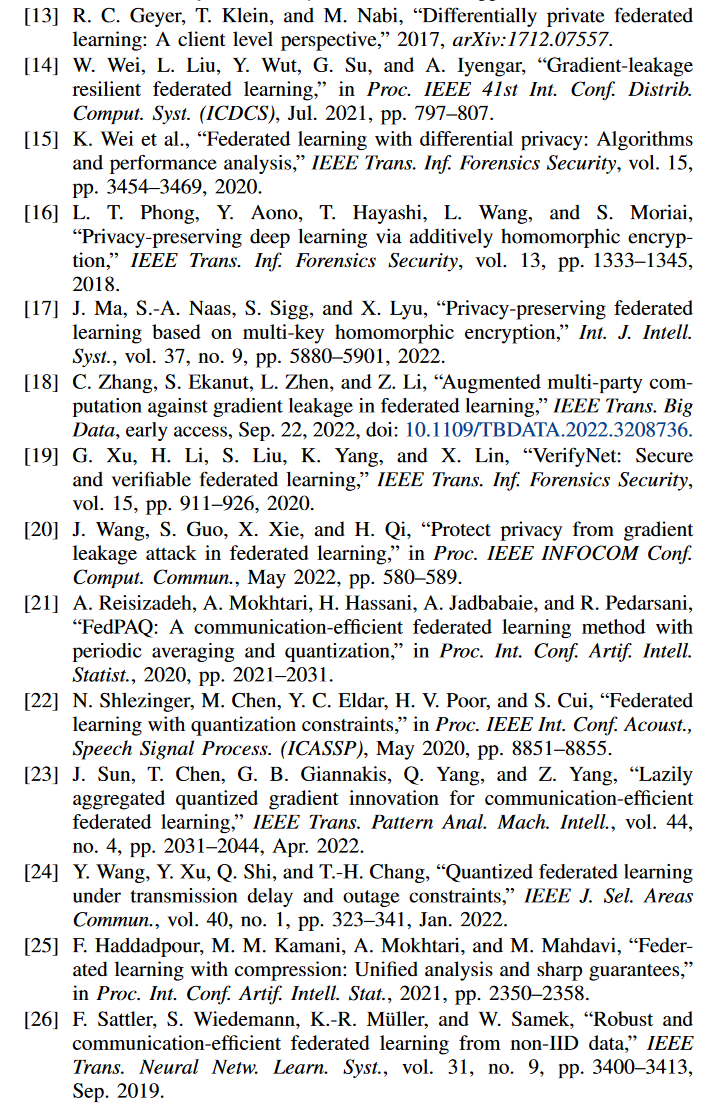 [13] R. C. Geyer, T. Klein, and M. Nabi, “Differentially private federated
learning: A client level perspective,” 2017, arXiv:1712.07557.
[14] W. Wei, L. Liu, Y. Wut, G. Su, and A. Iyengar, “Gradient-leakage
resilient federated learning,” in Proc. IEEE 41st Int. Conf. Distrib.
Comput. Syst. (ICDCS), Jul. 2021, pp. 797–807.
[15] K. Wei et al., “Federated learning with differential privacy: Algorithms
and performance analysis,” IEEE Trans. Inf. Forensics Security, vol. 15,
pp. 3454–3469, 2020.
[16] L. T. Phong, Y. Aono, T. Hayashi, L. Wang, and S. Moriai,
“Privacy-preserving deep learning via additively homomorphic encryp-
tion,” IEEE Trans. Inf. Forensics Security, vol. 13, pp. 1333–1345,
2018.
[17] J. Ma, S.-A. Naas, S. Sigg, and X. Lyu, “Privacy-preserving federated
learning based on multi-key homomorphic encryption,” Int. J. Intell.
Syst., vol. 37, no. 9, pp. 5880–5901, 2022.
[18] C. Zhang, S. Ekanut, L. Zhen, and Z. Li, “Augmented multi-party com-
putation against gradient leakage in federated learning,” IEEE Trans. Big
Data, early access, Sep. 22, 2022, doi: 10.1109/TBDATA.2022.3208736.
[19] G. Xu, H. Li, S. Liu, K. Yang, and X. Lin, “VerifyNet: Secure
and verifiable federated learning,” IEEE Trans. Inf. Forensics Security,
vol. 15, pp. 911–926, 2020.
[20] J. Wang, S. Guo, X. Xie, and H. Qi, “Protect privacy from gradient
leakage attack in federated learning,” in Proc. IEEE INFOCOM Conf.
Comput. Commun., May 2022, pp. 580–589.
[21] A. Reisizadeh, A. Mokhtari, H. Hassani, A. Jadbabaie, and R. Pedarsani,
“FedPAQ: A communication-efficient federated learning method with
periodic averaging and quantization,” in Proc. Int. Conf. Artif. Intell.
Statist., 2020, pp. 2021–2031.
[22] N. Shlezinger, M. Chen, Y. C. Eldar, H. V. Poor, and S. Cui, “Federated
learning with quantization constraints,” in Proc. IEEE Int. Conf. Acoust.,
Speech Signal Process. (ICASSP), May 2020, pp. 8851–8855.
[23] J. Sun, T. Chen, G. B. Giannakis, Q. Yang, and Z. Yang, “Lazily
aggregated quantized gradient innovation for communication-efficient
federated learning,” IEEE Trans. Pattern Anal. Mach. Intell., vol. 44,
no. 4, pp. 2031–2044, Apr. 2022.
[24] Y. Wang, Y. Xu, Q. Shi, and T.-H. Chang, “Quantized federated learning
under transmission delay and outage constraints,” IEEE J. Sel. Areas
Commun., vol. 40, no. 1, pp. 323–341, Jan. 2022.
[25] F. Haddadpour, M. M. Kamani, A. Mokhtari, and M. Mahdavi, “Feder-
ated learning with compression: Unified analysis and sharp guarantees,”
in Proc. Int. Conf. Artif. Intell. Stat., 2021, pp. 2350–2358.
[26] F. Sattler, S. Wiedemann, K.-R. Müller, and W. Samek, “Robust and
communication-efficient federated learning from non-IID data,” IEEE
Trans. Neural Netw. Learn. Syst., vol. 31, no. 9, pp. 3400–3413,
Sep. 2019.